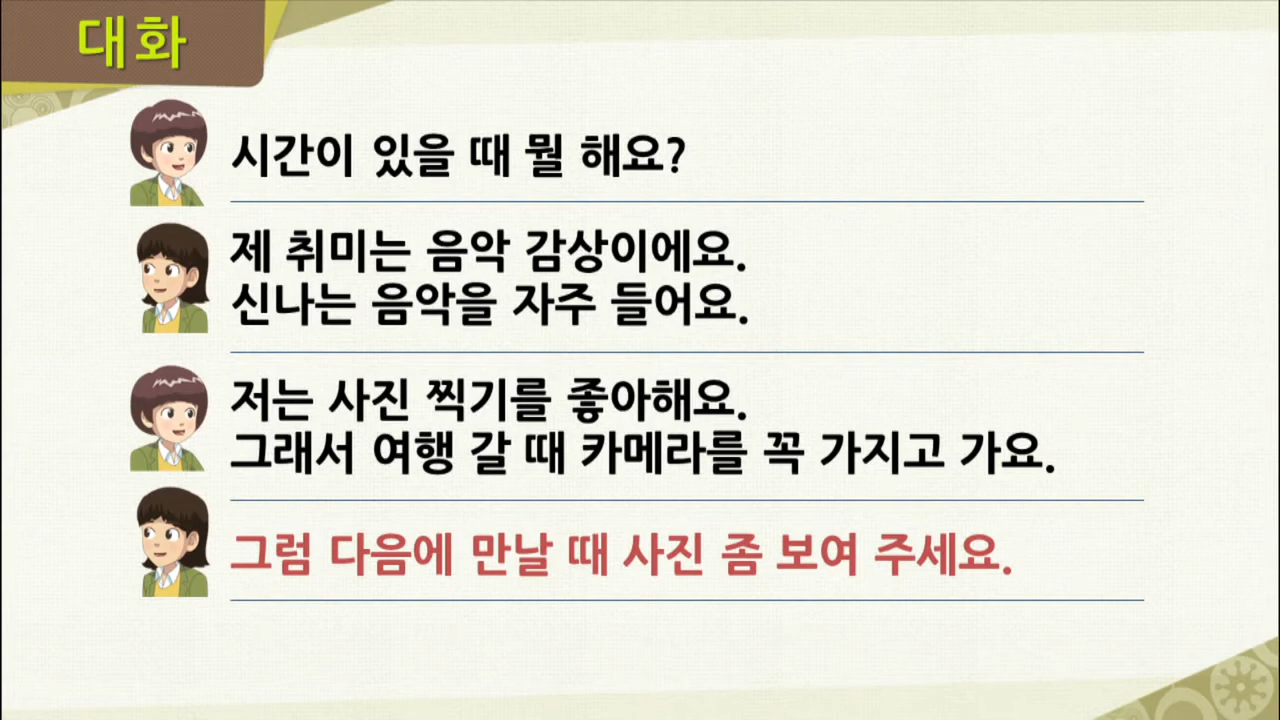 대화
시간이 있을 때 뭘 해요?
제 취미는 음악 감상이에요.
신나는 음악을 자주 들어요.
저는 사진 찍기를 좋아해요.
그래서 여행 갈 때 카메라를 꼭 가지고 가요.
그럼 다음에 만날 때 사진 좀 보여 주세요.